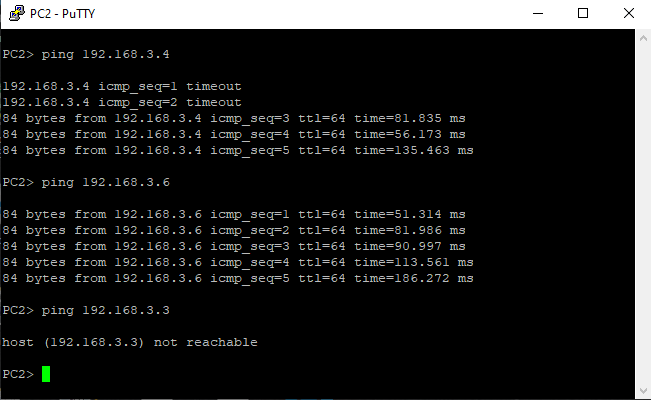 PC2 - PuTTY
PC2> ping 192.168.3.4
192.168.3.4 icmp_seq=1 timeout
192.168.3.4 icmp_seq=2 timeout
84 bytes from 192.168.3.4 icmp_seq=3 ttl=64 time=81.835 ms
84 bytes from 192.168.3.4 icmp_seq=4 ttl=64 time=56.173 ms
84 bytes from 192.168.3.4 icmp_seq=5 ttl=64 time=135.463 ms
PC2> ping 192.168.3.6
84 bytes from 192.168.3.6 icmp_seq=1 ttl=64 time=51.314 ms
84 bytes from 192.168.3.6 icmp_seq=2 ttl=64 time=81.986 ms
84 bytes from 192.168.3.6 icmp_seq=3 ttl=64 time=90.997 ms
84 bytes from 192.168.3.6 icmp_seq=4 ttl=64 time=113.561 ms
84 bytes from 192.168.3.6 icmp_seq=5 ttl=64 time=186.272 ms
PC2> ping 192.168.3.3
host (192.168.3.3) not reachable
PC2>